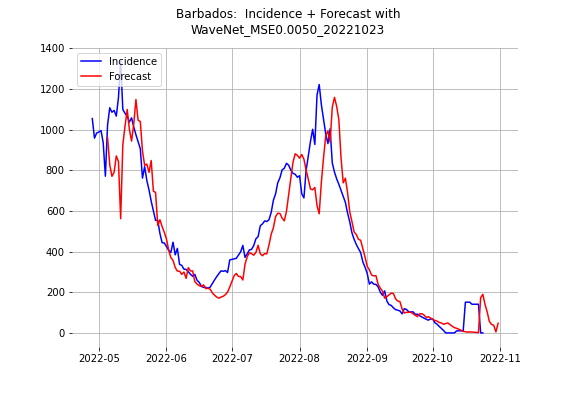 Barbados:  Incidence + Forecast with
WaveNet_MSE0.0050_20221023
1400
1200
1000
800
600
400
200
0
Incidence
Forecast
2022-05 2022-06 2022-07 2022-08 2022-09 2022-10 2022-11